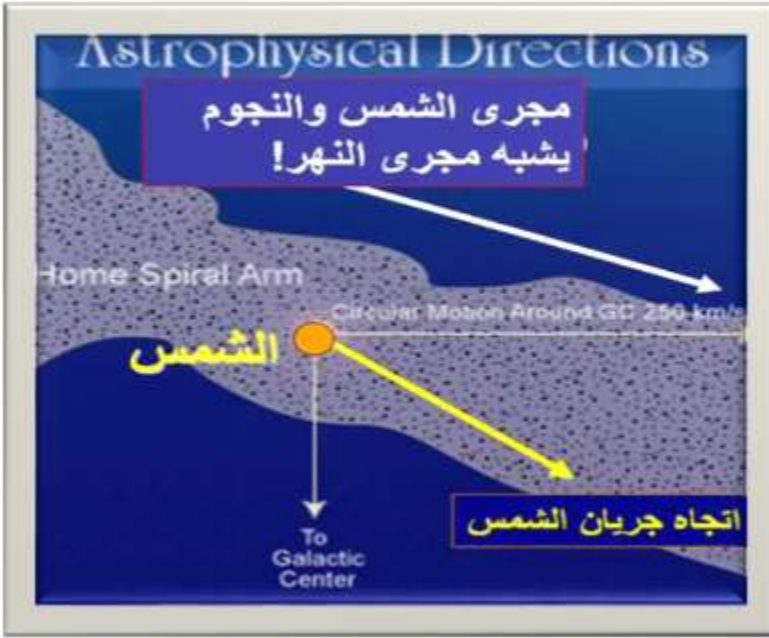 Astrophysical Directions
مجرى الشمس والنجوم
يشبه مجرى النهر!
Home Spiral Arm
Circular Motion Around GC 250 km/s
الشمس
اتجاه جريان الشمس
To
Galactic
Center